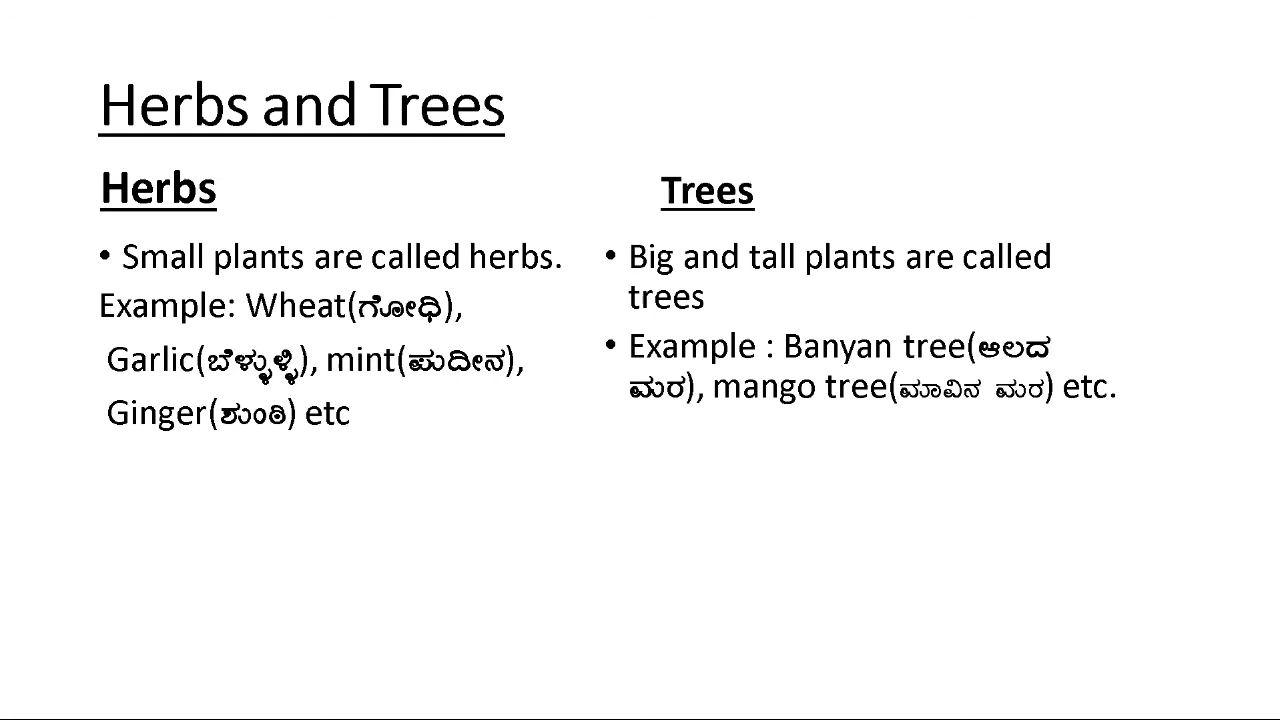 Herbs and Trees
Herbs
• Small plants are called herbs.
Example: Wheat(ಗೋಧಿ),
Garlic(ಬೆಳ್ಳುಳ್ಳಿ), mint(ಪುದೀನ),
Ginger(ಶುಂಠಿ) etc
Trees
• Big and tall plants are called
trees
• Example : Banyan tree(ಆಲದ
ಮರ), mango tree(ಮಾವಿನ ಮರ) etc.